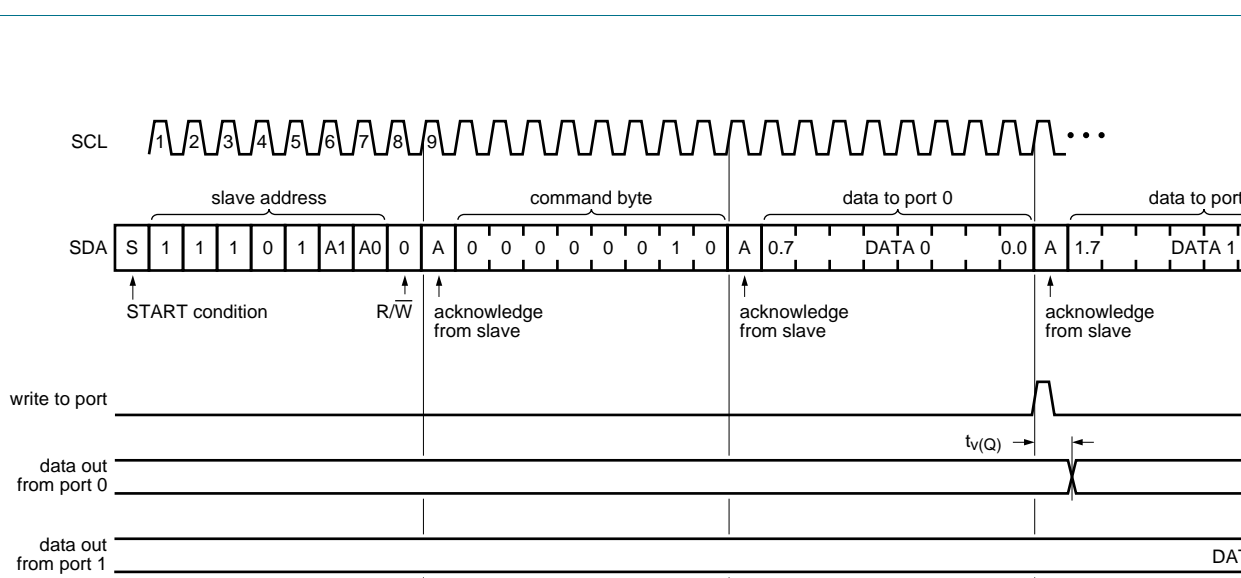 SCL 1 2 3 4 5 6 7 8 9 • • •
slave address command byte data to port 0 data to port
SDA S 1 1 1 0 1 A1 A0 0 A 0 0 0 0 0 0 1 0 A 0.7 DATA 0 0.0 A 1.7 DATA 1
START condition R/W̅ acknowledge acknowledge acknowledge
from slave from slave from slave
write to port
tv(Q)
data out
from port 0
data out
from port 1 DAT